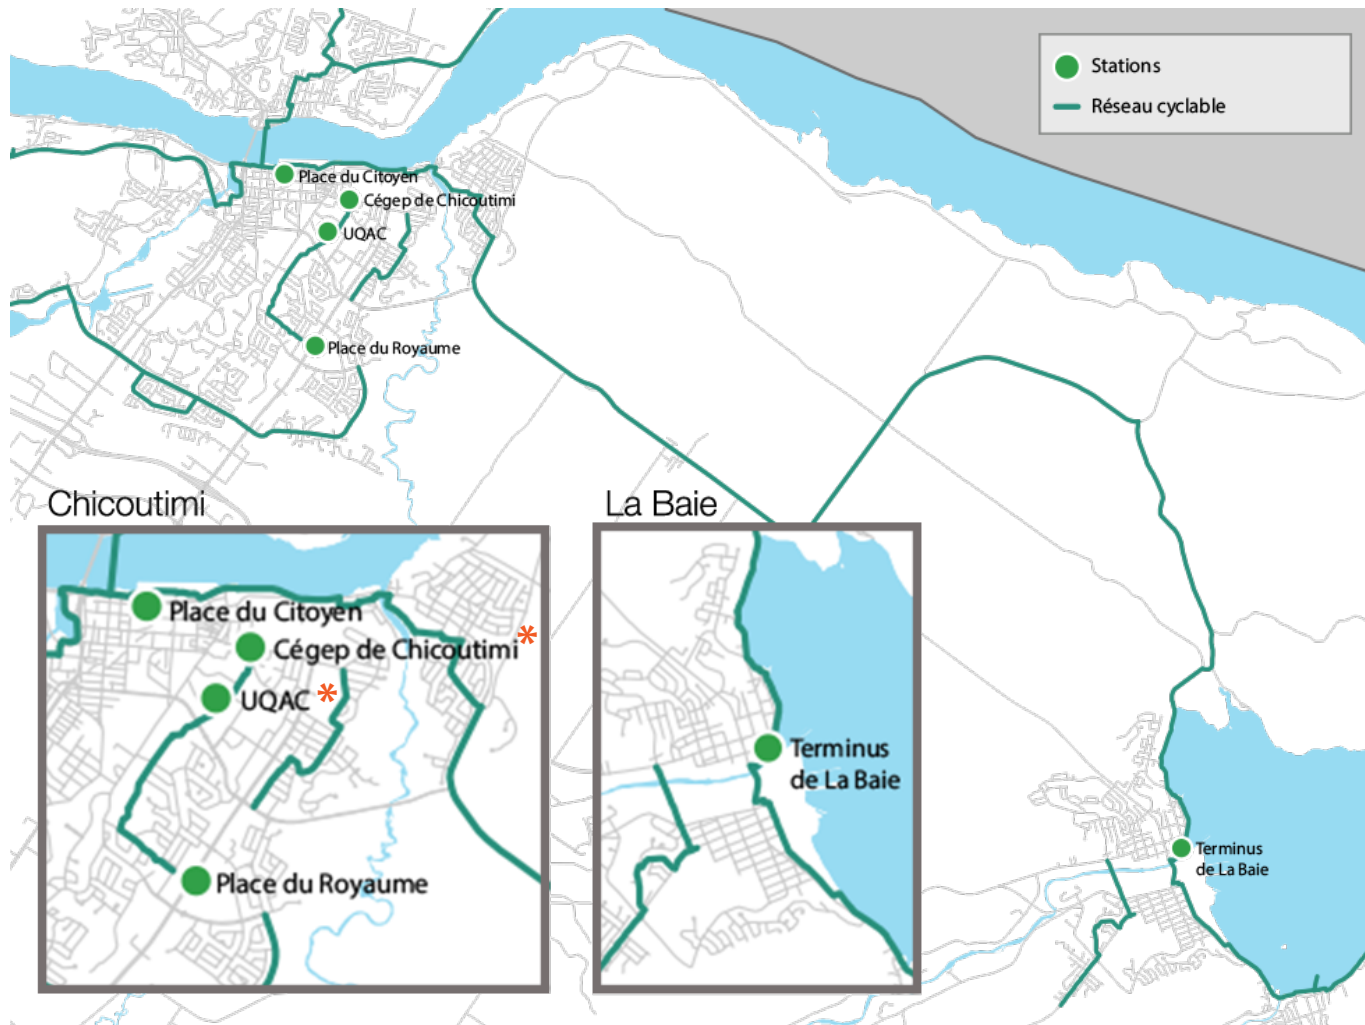 Stations
Réseau cyclable
Place du Citoyen
Cégep de Chicoutimi
UQAC
Place du Royaume
Chicoutimi
La Baie
Place du Citoyen
Cégep de Chicoutimi*
UQAC *
Place du Royaume
Terminus
de La Baie
Terminus
de La Baie